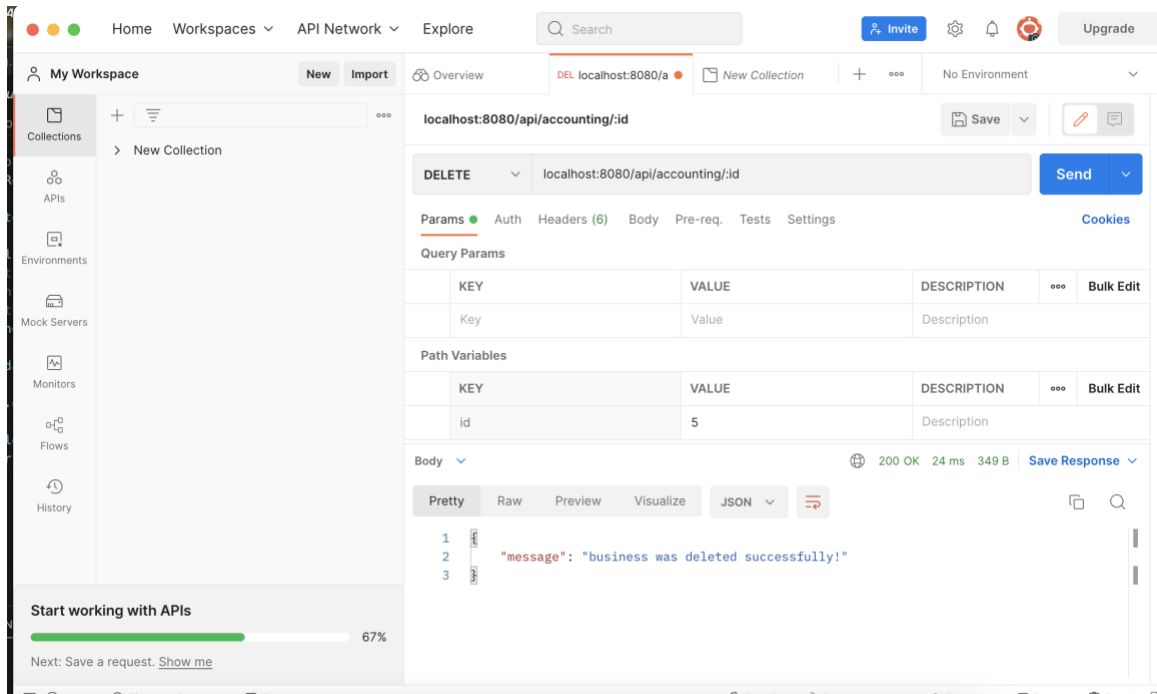 Home Workspaces API Network Explore Search Invite Upgrade
My Workspace New Import Overview DEL localhost:8080/a New Collection No Environment
Collections
New Collection
APIs
Environments
Mock Servers
Monitors
Flows
History
Start working with APIs
67%
Next: Save a request. Show me
localhost:8080/api/accounting/:id Save
DELETE localhost:8080/api/accounting/:id Send
Params Auth Headers (6) Body Pre-req. Tests Settings Cookies
Query Params
KEY VALUE DESCRIPTION Bulk Edit
Key Value Description
Path Variables
KEY VALUE DESCRIPTION Bulk Edit
id 5 Description
Body 200 OK 24 ms 349 B Save Response
Pretty Raw Preview Visualize JSON
1 {
2 "message": "business was deleted successfully!"
3 }